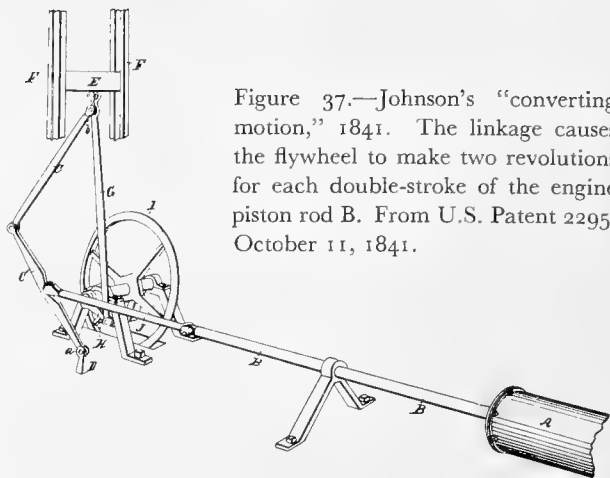 F
F
E
b
G
I
C
a
D
H
J
B
B
A
Figure 37.—Johnson's “converting
motion,” 1841. The linkage causes
the flywheel to make two revolutions
for each double-stroke of the engine
piston rod B. From U.S. Patent 2295,
October 11, 1841.